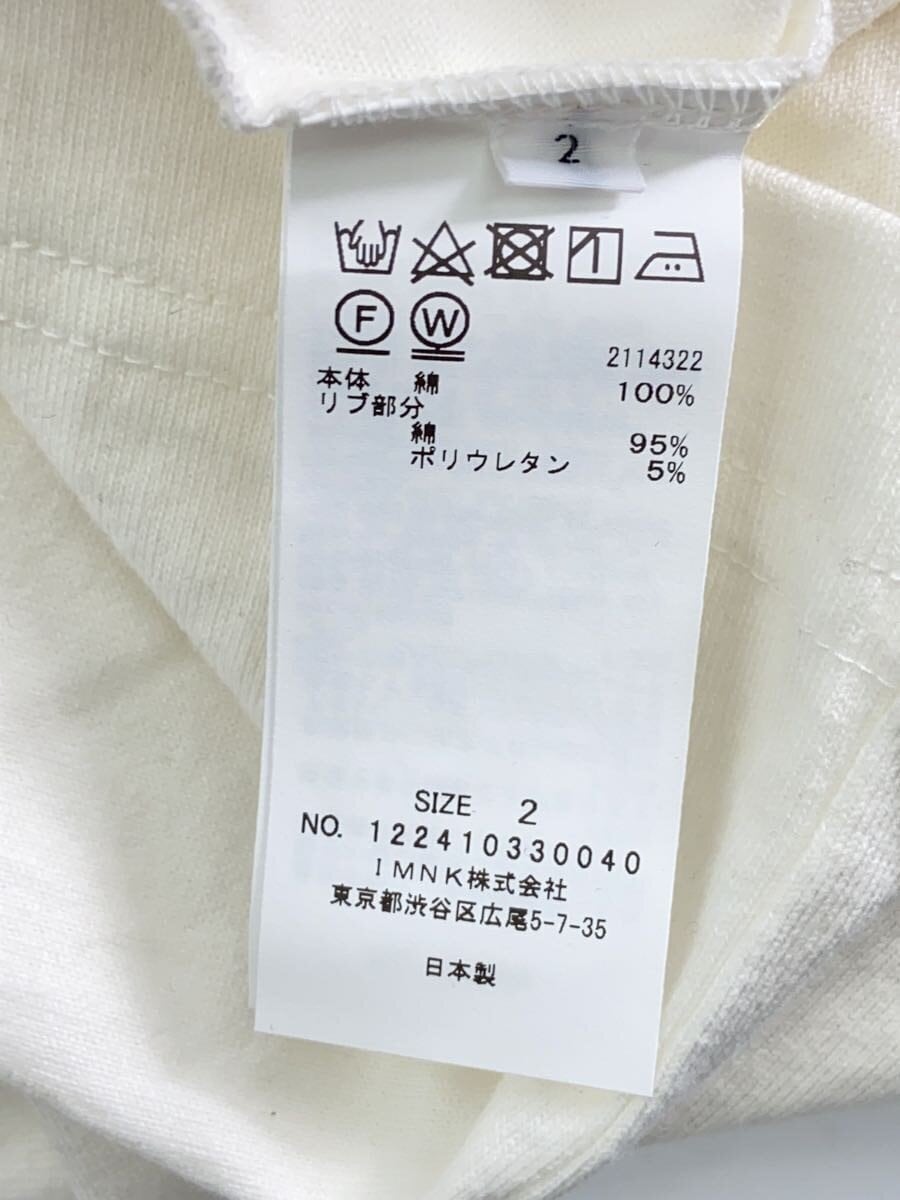 2
F W
2114322
本体 綿 100%
リブ部分
綿 95%
ポリウレタン 5%
SIZE 2
NO. 122410330040
IMNK株式会社
東京都渋谷区広尾5-7-35
日本製